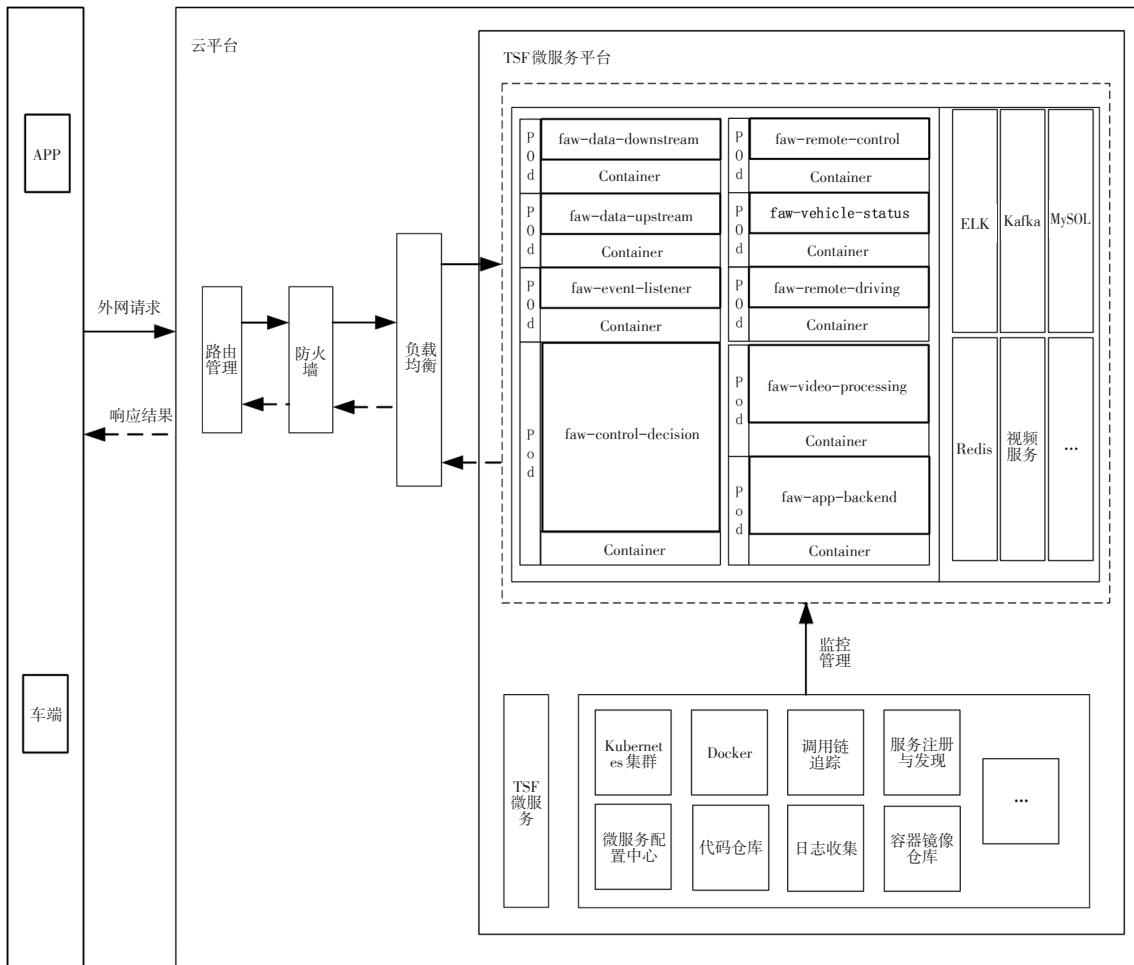 云平台
TSF微服务平台
APP
外网请求
响应结果
车端
路由
管理
防火
墙
负载
均衡
P
O
d
faw-data-downstream
Container
P
O
d
faw-data-upstream
Container
P
O
d
faw-event-listener
Container
P
o
d
faw-control-decision
Container
P
O
d
faw-remote-control
Container
P
O
d
faw-vehicle-status
Container
P
O
d
faw-remote-driving
Container
P
o
d
faw-video-processing
Container
P
o
d
faw-app-backend
Container
ELK
Kafka
MySOL
Redis
视频
服务
…
监控
管理
TSF
微服
务
Kubernet
es集群
Docker
调用链
追踪
服务注册
与发现
…
微服务配
置中心
代码仓库
日志收集
容器镜像
仓库